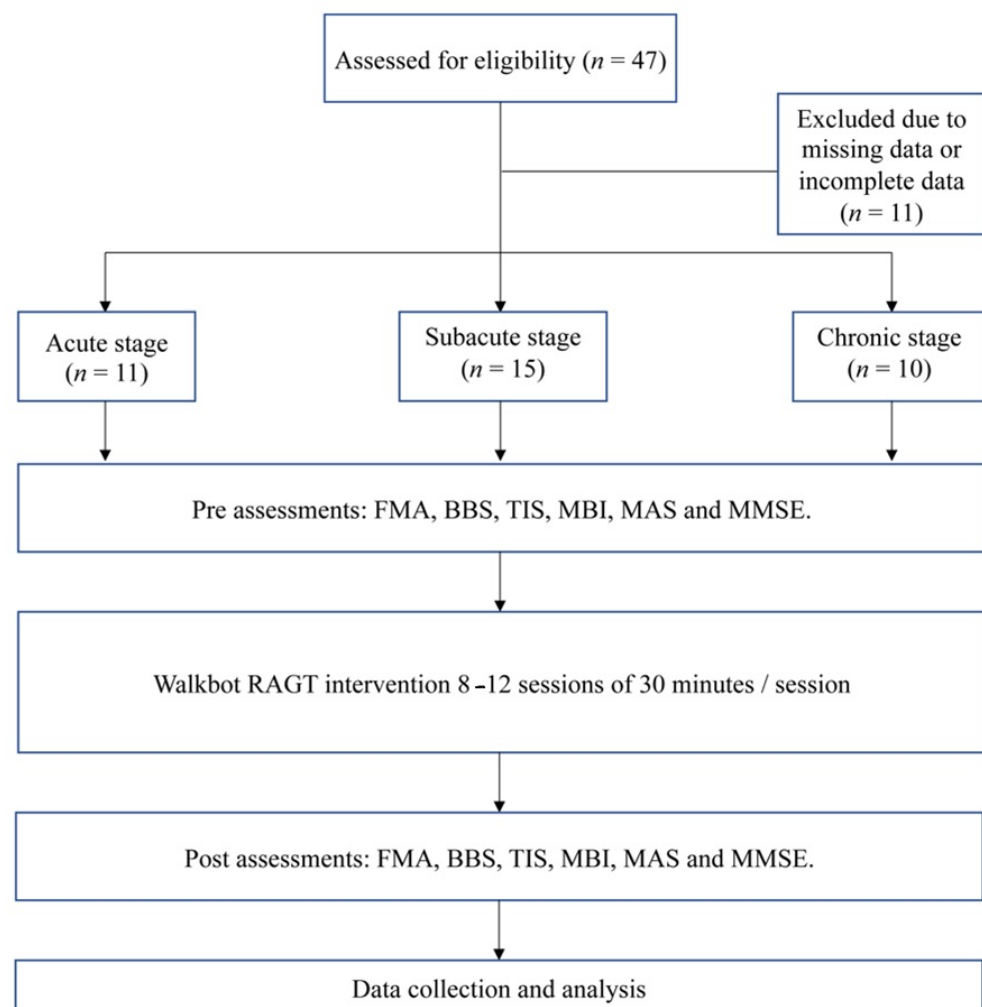 Assessed for eligibility (n = 47)
Excluded due to
missing data or
incomplete data
(n = 11)
Acute stage
(n = 11)
Subacute stage
(n = 15)
Chronic stage
(n = 10)
Pre assessments: FMA, BBS, TIS, MBI, MAS and MMSE.
Walkbot RAGT intervention 8–12 sessions of 30 minutes / session
Post assessments: FMA, BBS, TIS, MBI, MAS and MMSE.
Data collection and analysis